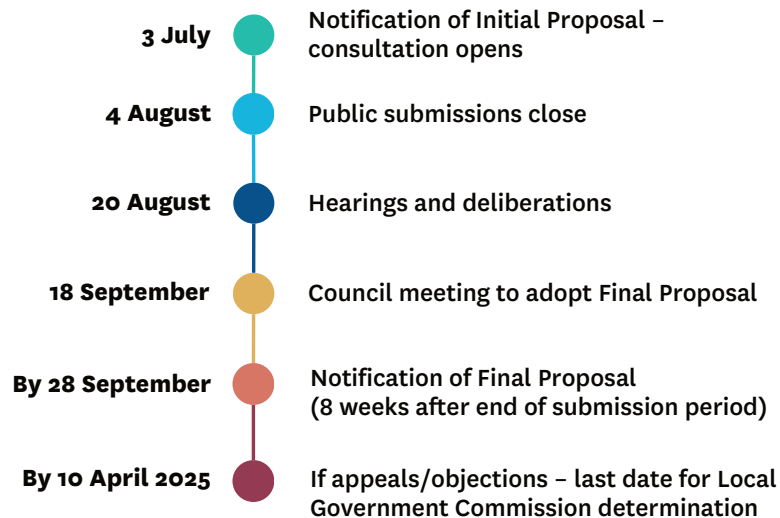 3 July
Notification of Initial Proposal –
consultation opens
4 August
Public submissions close
20 August
Hearings and deliberations
18 September
Council meeting to adopt Final Proposal
By 28 September
Notification of Final Proposal
(8 weeks after end of submission period)
By 10 April 2025
If appeals/objections – last date for Local
Government Commission determination